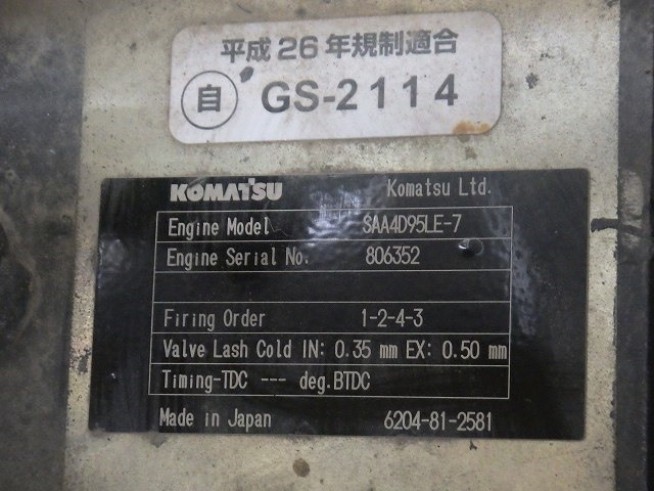 平成26年規制適合
自 GS-2114
KOMATSU Komatsu Ltd.
Engine Model SAA4D95LE-7
Engine Serial No. 806352
Firing Order 1-2-4-3
Valve Lash Cold IN: 0.35 mm EX: 0.50 mm
Timing-TDC --- deg.BTDC
Made in Japan 6204-81-2581